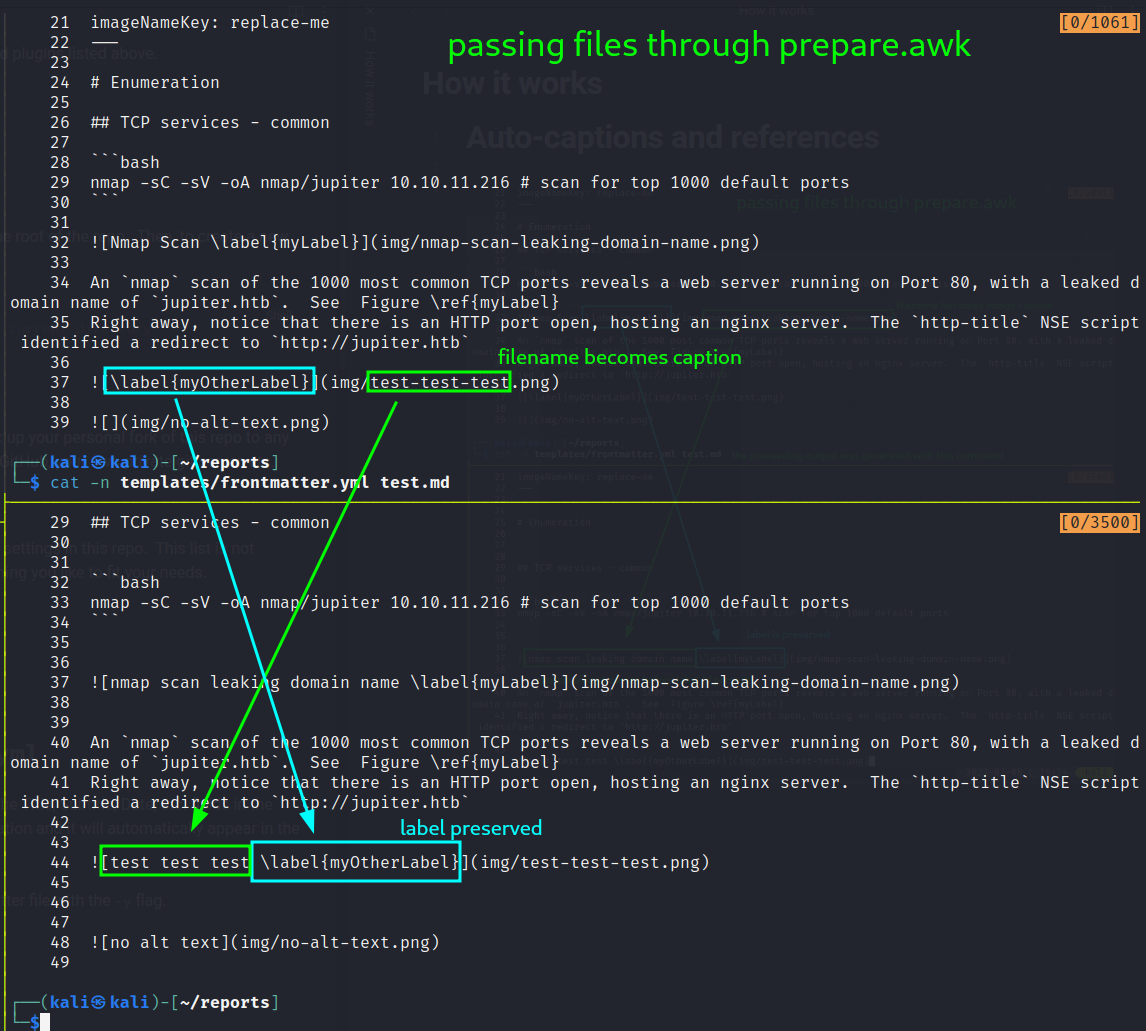 21 imageNameKey: replace-me
[0/1061]
22 ---
passing files through prepare.awk
23
24 # Enumeration
How it works
25
26 ## TCP services - common
Auto-captions and references
27
28 ```bash
29 nmap -sC -sV -oA nmap/jupiter 10.10.11.216 # scan for top 1000 default ports
30 ```
31
32 ![Nmap Scan \label{myLabel}](img/nmap-scan-leaking-domain-name.png)
33
34 An `nmap` scan of the 1000 most common TCP ports reveals a web server running on Port 80, with a leaked d
omain name of `jupiter.htb`.  See  Figure \ref{myLabel}
35 Right away, notice that there is an HTTP port open, hosting an nginx server.  The `http-title` NSE script
identified a redirect to `http://jupiter.htb`
36
filename becomes caption
37 ![\label{myOtherLabel}](img/test-test-test.png)
38
39 ![](img/no-alt-text.png)
┌──(kali㉿kali)-[~/reports]
└─$ cat -n templates/frontmatter.yml test.md
29 ## TCP services - common
[0/3500]
30
31
32 ```bash
33 nmap -sC -sV -oA nmap/jupiter 10.10.11.216 # scan for top 1000 default ports
34 ```
35
36
37 ![nmap scan leaking domain name \label{myLabel}](img/nmap-scan-leaking-domain-name.png)
38
39
40 An `nmap` scan of the 1000 most common TCP ports reveals a web server running on Port 80, with a leaked d
omain name of `jupiter.htb`.  See  Figure \ref{myLabel}
41 Right away, notice that there is an HTTP port open, hosting an nginx server.  The `http-title` NSE script
identified a redirect to `http://jupiter.htb`
42
label preserved
43
44 ![test test test \label{myOtherLabel}](img/test-test-test.png)
45
46
47
48 ![no alt text](img/no-alt-text.png)
49
┌──(kali㉿kali)-[~/reports]
└─$